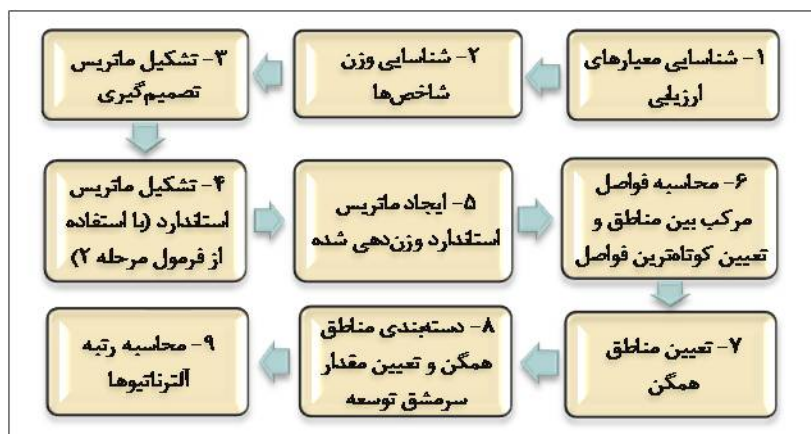 ۱- شناسایی معیارهای
ارزیابی
۲- شناسایی وزن
شاخص‌ها
۳- تشکیل ماتریس
تصمیم‌گیری
۴- تشکیل ماتریس
استاندارد (با استفاده
از فرمول مرحله ۲)
۵- ایجاد ماتریس
استاندارد وزن‌دهی شده
۶- محاسبه فواصل
مرکب بین مناطق و
تعیین کوتاه‌ترین فواصل
۷- تعیین مناطق
همگن
۸- دسته‌بندی مناطق
همگن و تعیین مقدار
سرمشق توسعه
۹- محاسبه رتبه
آلترناتیوها